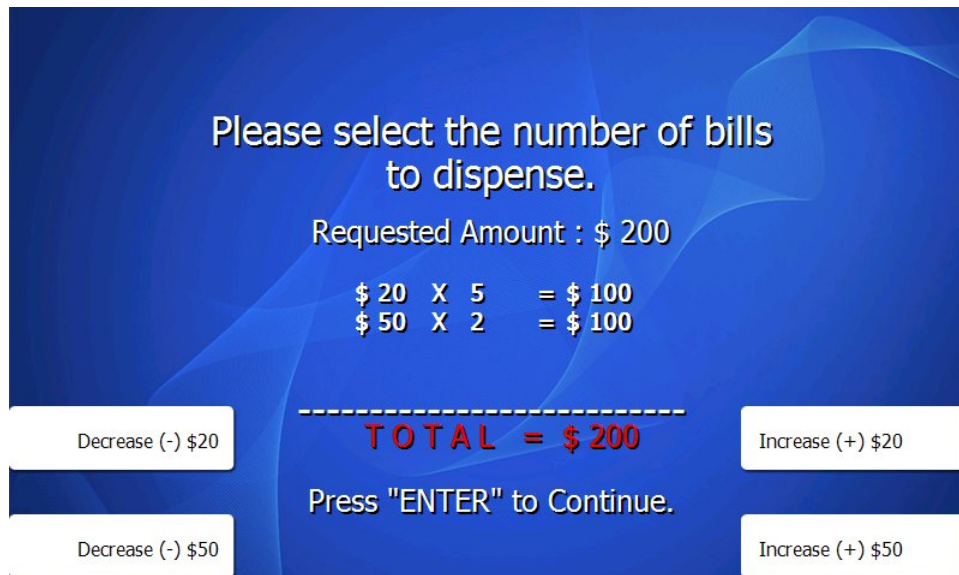 Please select the number of bills
to dispense.
Requested Amount : $ 200
$ 20 X 5 = $ 100
$ 50 X 2 = $ 100
---------------------------
T O T A L = $ 200
Decrease (-) $20
Increase (+) $20
Press "ENTER" to Continue.
Decrease (-) $50
Increase (+) $50